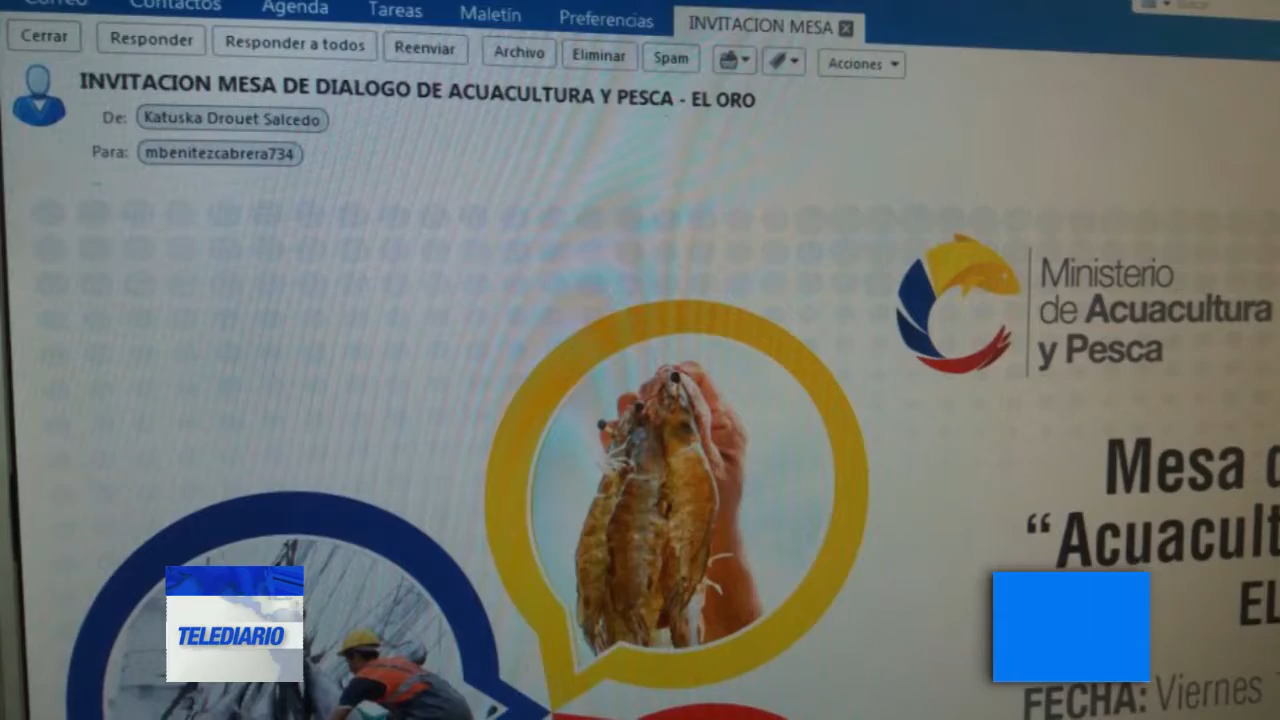 Correo Contactos Agenda Tareas Maletín Preferencias INVITACION MESA
Cerrar Responder Responder a todos Reenviar Archivo Eliminar Spam Acciones
INVITACION MESA DE DIALOGO DE ACUACULTURA Y PESCA - EL ORO
De: Katuska Drouet Salcedo
Para: mbenitezcabrera734
Ministerio
de Acuacultura
y Pesca
Mesa d
“Acuacult
EL
TELEDIARIO
FECHA: Viernes